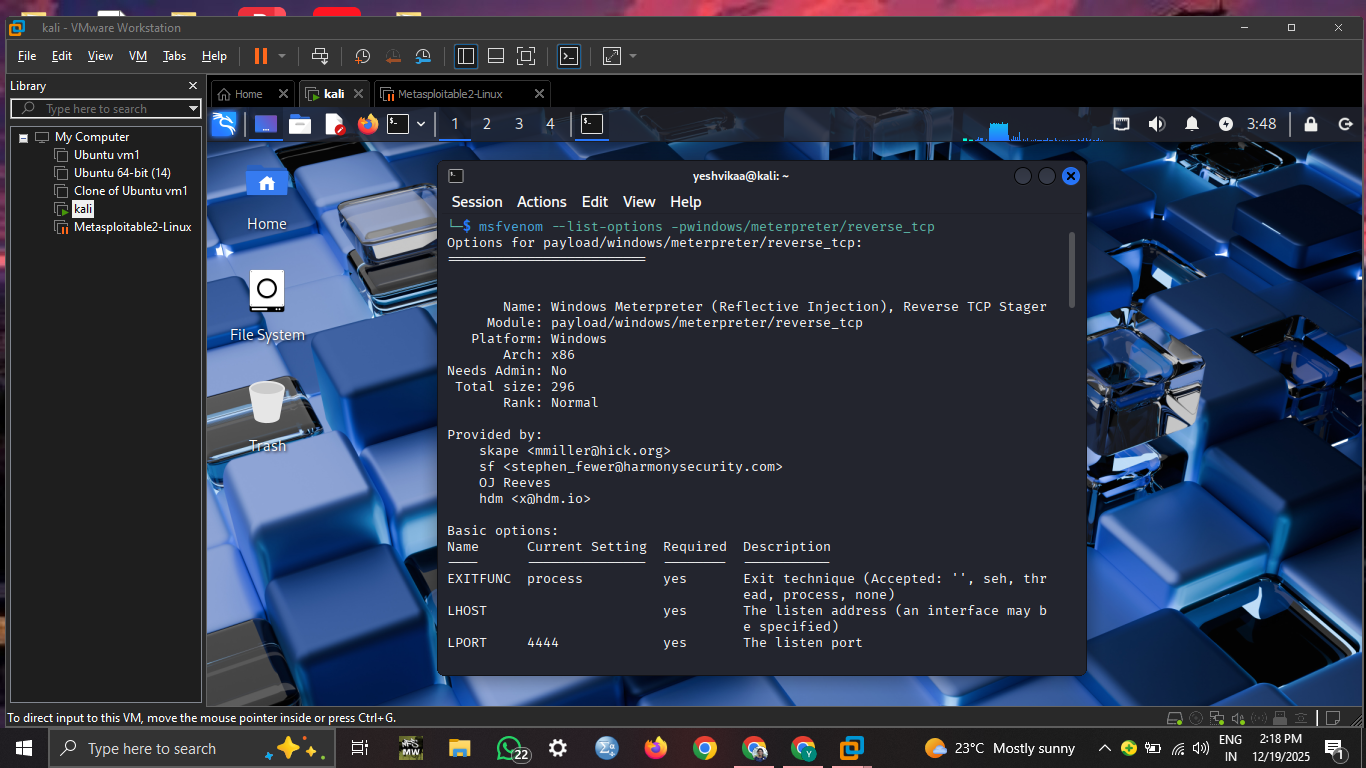 kali - VMware Workstation
File Edit View VM Tabs Help
Library
Type here to search
My Computer
Ubuntu vm1
Ubuntu 64-bit (14)
Clone of Ubuntu vm1
kali
Metasploitable2-Linux
Home kali Metasploitable2-Linux
1 2 3 4 3:48
Home
File System
Trash
yeshvikaa@kali: ~
Session Actions Edit View Help
└─$ msfvenom --list-options -pwindows/meterpreter/reverse_tcp
Options for payload/windows/meterpreter/reverse_tcp:
=========================
Name: Windows Meterpreter (Reflective Injection), Reverse TCP Stager
Module: payload/windows/meterpreter/reverse_tcp
Platform: Windows
Arch: x86
Needs Admin: No
Total size: 296
Rank: Normal
Provided by:
skape <mmiller@hick.org>
sf <stephen_fewer@harmonysecurity.com>
OJ Reeves
hdm <x@hdm.io>
Basic options:
Name Current Setting Required Description
---- --------------- -------- -----------
EXITFUNC process yes Exit technique (Accepted: '', seh, thr
ead, process, none)
LHOST yes The listen address (an interface may b
e specified)
LPORT 4444 yes The listen port
To direct input to this VM, move the mouse pointer inside or press Ctrl+G.
Type here to search
MW
22
23°C Mostly sunny
ENG
IN
2:18 PM
12/19/2025
1